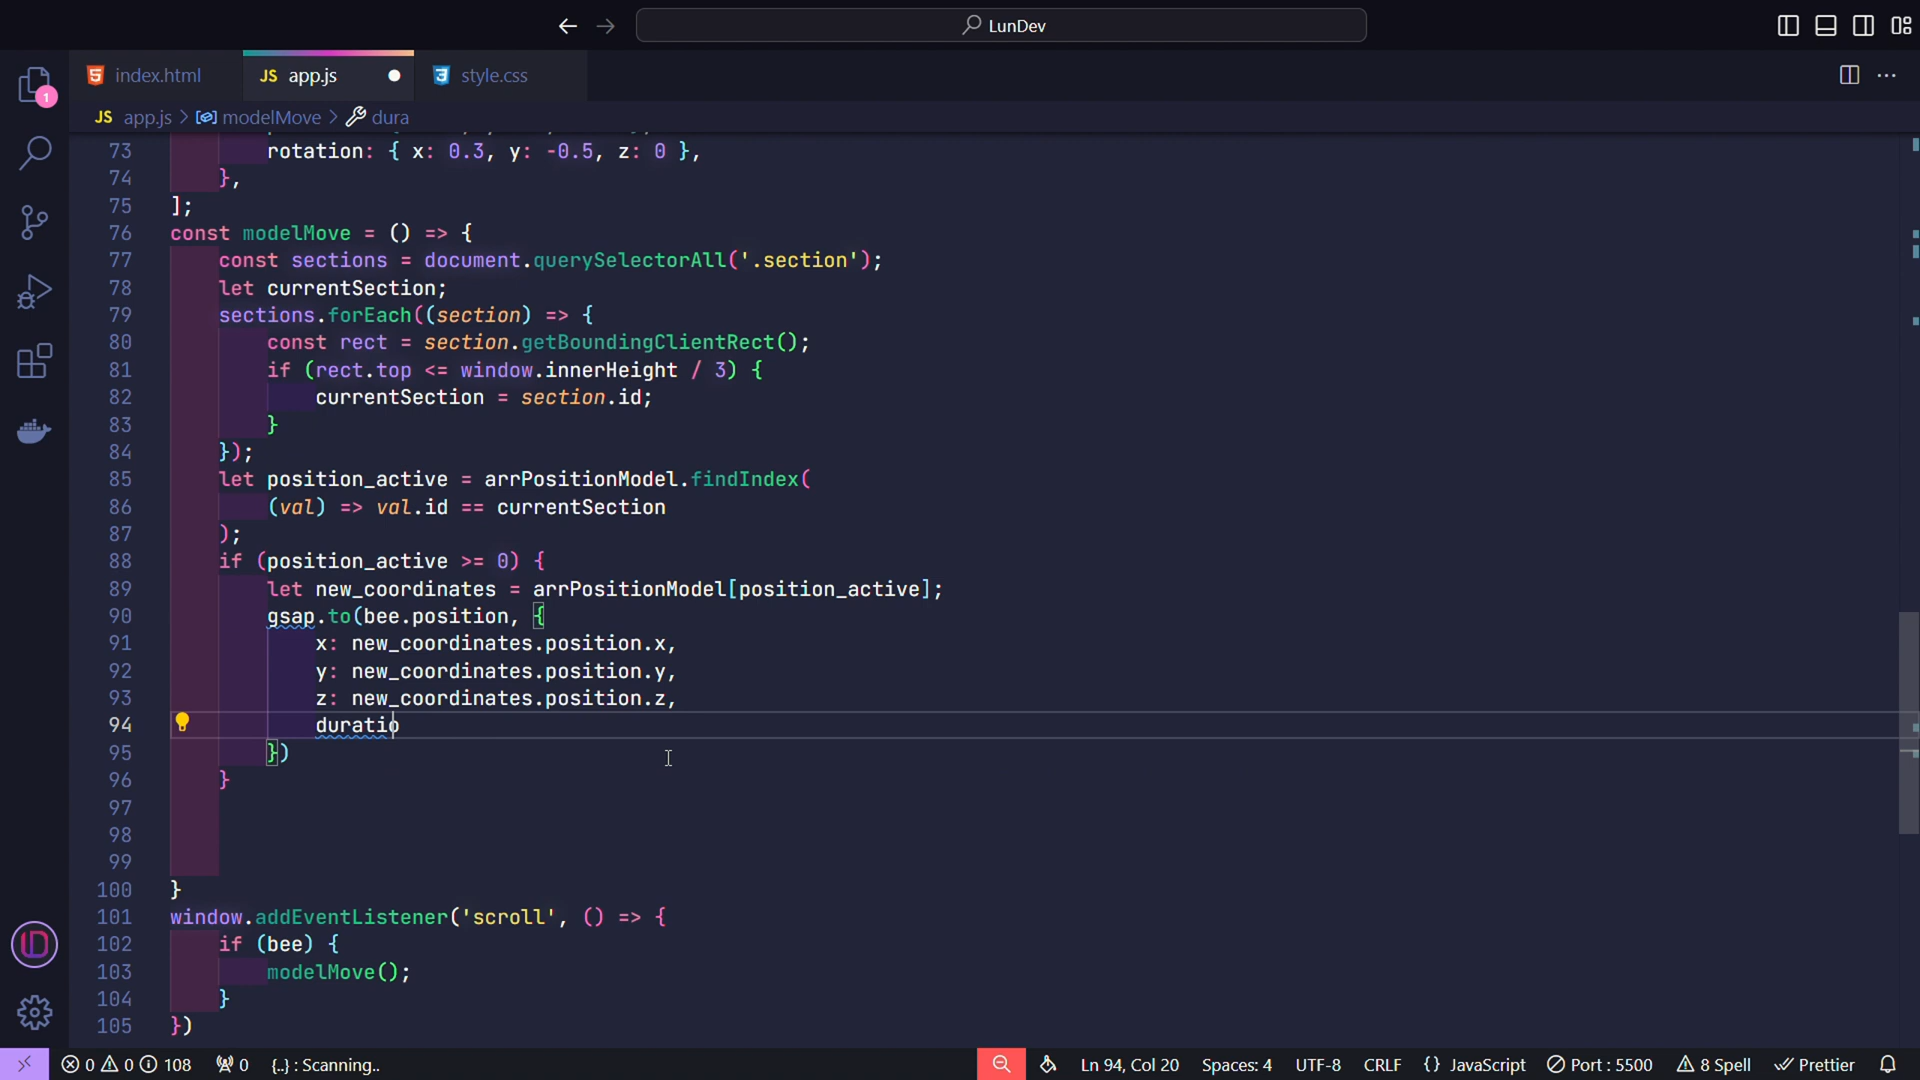 LunDev
index.html
JS app.js
style.css
JS app.js > modelMove > dura
1
73 rotation: { x: 0.3, y: -0.5, z: 0 },
74 },
75 ];
76 const modelMove = () => {
77 const sections = document.querySelectorAll('.section');
78 let currentSection;
79 sections.forEach((section) => {
80 const rect = section.getBoundingClientRect();
81 if (rect.top <= window.innerHeight / 3) {
82 currentSection = section.id;
83 }
84 });
85 let position_active = arrPositionModel.findIndex(
86 (val) => val.id == currentSection
87 );
88 if (position_active >= 0) {
89 let new_coordinates = arrPositionModel[position_active];
90 gsap.to(bee.position, {
91 x: new_coordinates.position.x,
92 y: new_coordinates.position.y,
93 z: new_coordinates.position.z,
94 duratio
95 })
96 }
97
98
99
100 }
101 window.addEventListener('scroll', () => {
102 if (bee) {
103 modelMove();
104 }
105 })
0 0 108 0 {..} : Scanning.. Ln 94, Col 20 Spaces: 4 UTF-8 CRLF {} JavaScript Port : 5500 8 Spell Prettier